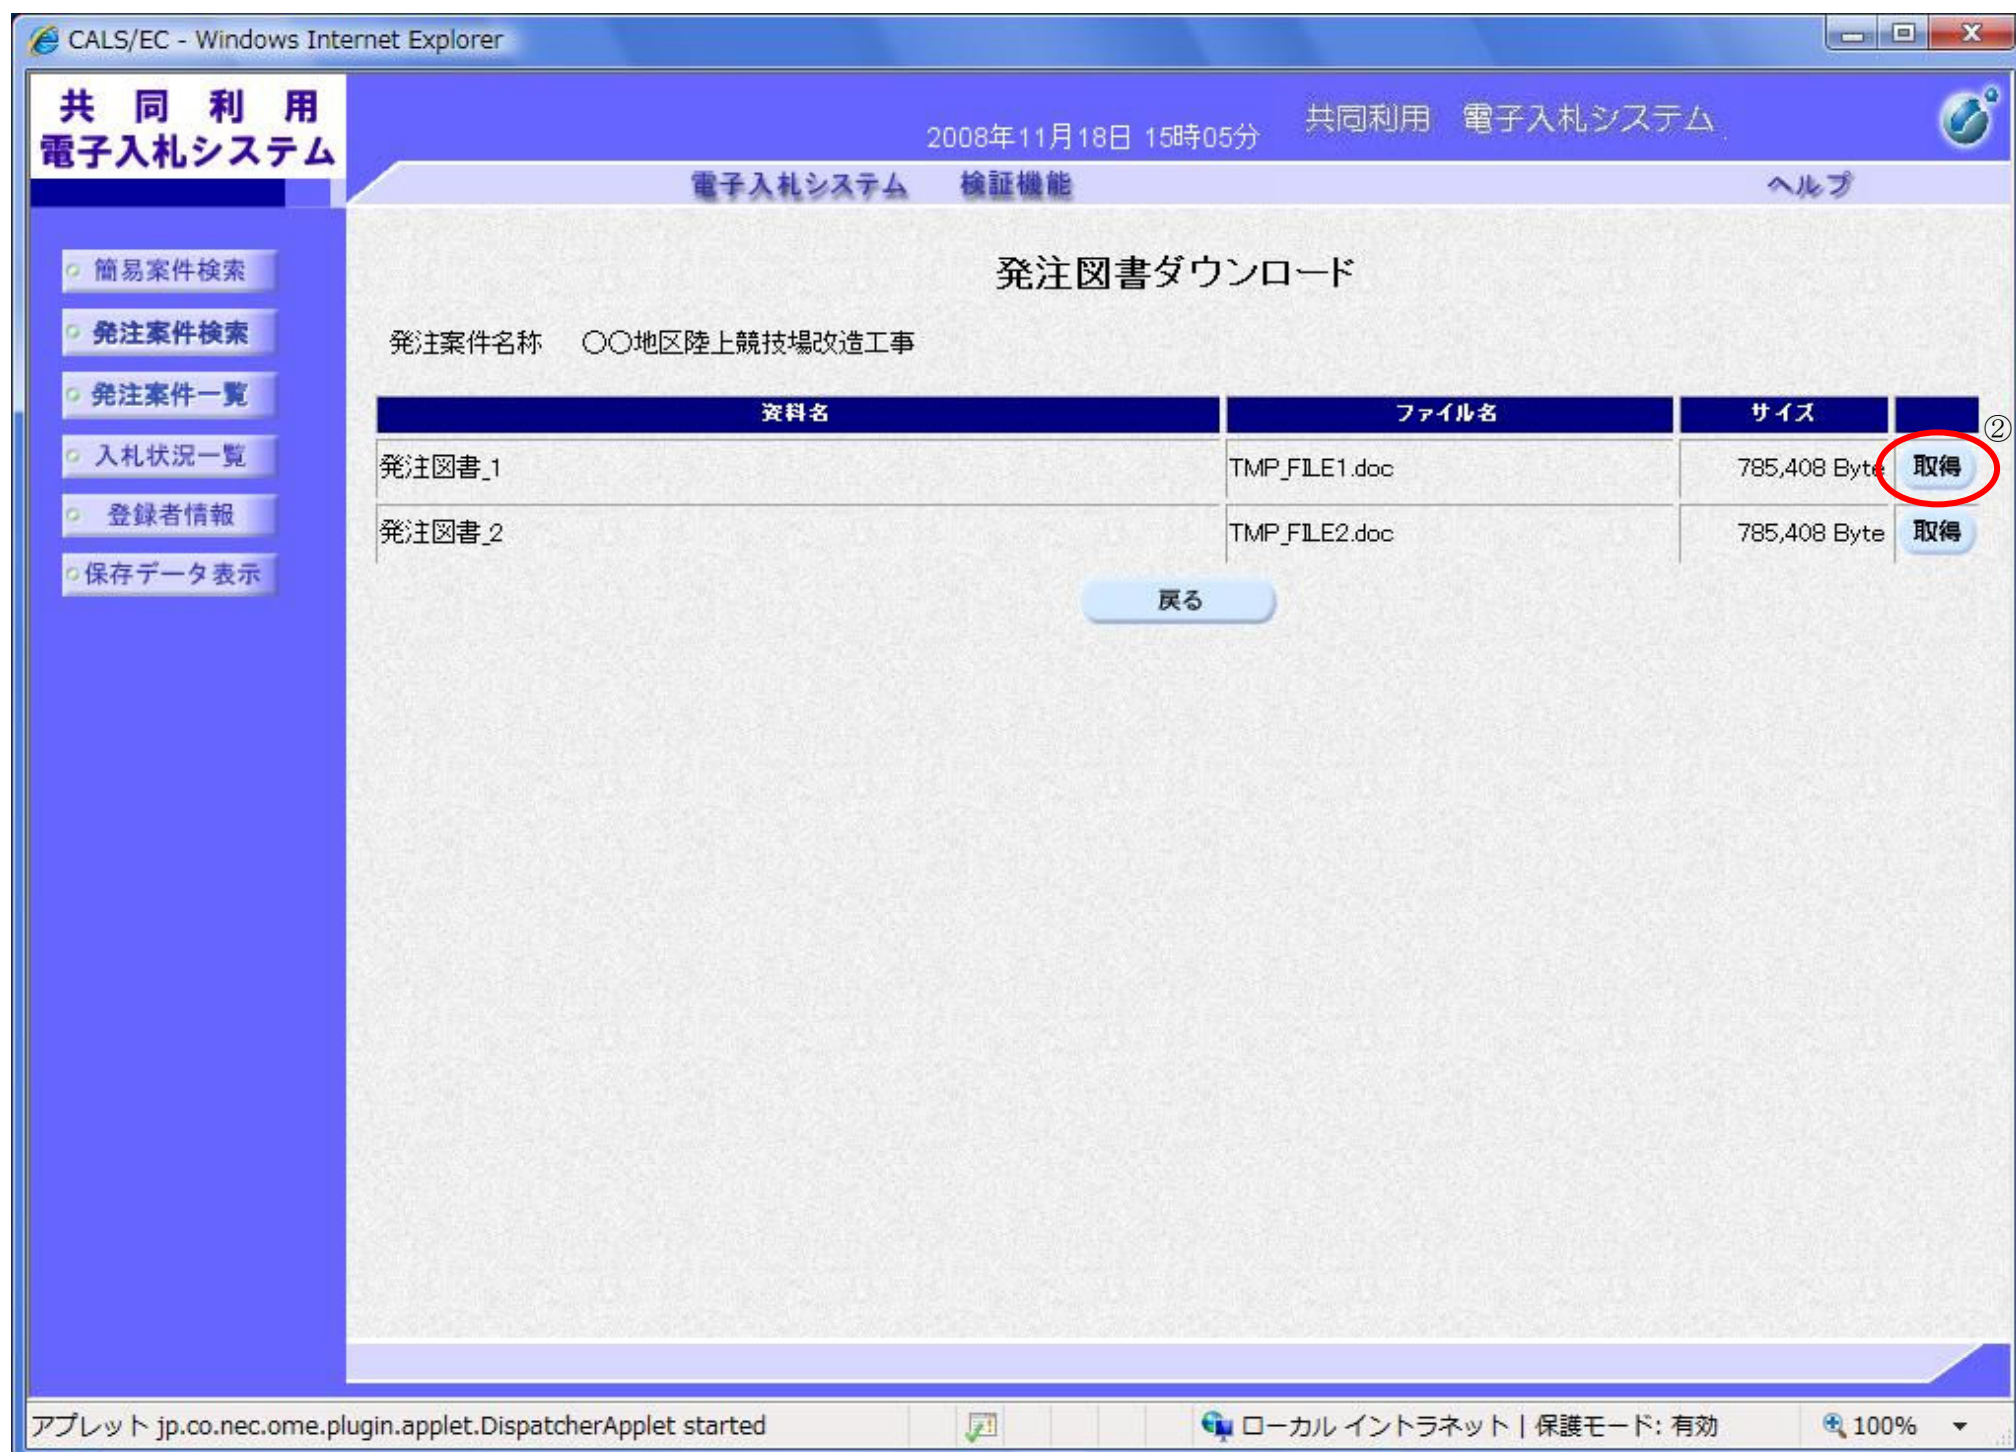 CALS/EC - Windows Internet Explorer
共 同 利 用
電子入札システム
2008年11月18日 15時05分
共同利用 電子入札システム
電子入札システム 検証機能 ヘルプ
簡易案件検索
発注案件検索
発注案件一覧
入札状況一覧
登録者情報
保存データ表示
発注図書ダウンロード
発注案件名称 〇〇地区陸上競技場改造工事
資料名 ファイル名 サイズ
②
発注図書_1 TMP_FILE1.doc 785,408 Byte 取得
発注図書_2 TMP_FILE2.doc 785,408 Byte 取得
戻る
アプレット jp.co.nec.ome.plugin.applet.DispatcherApplet started ローカル イントラネット | 保護モード: 有効 100%